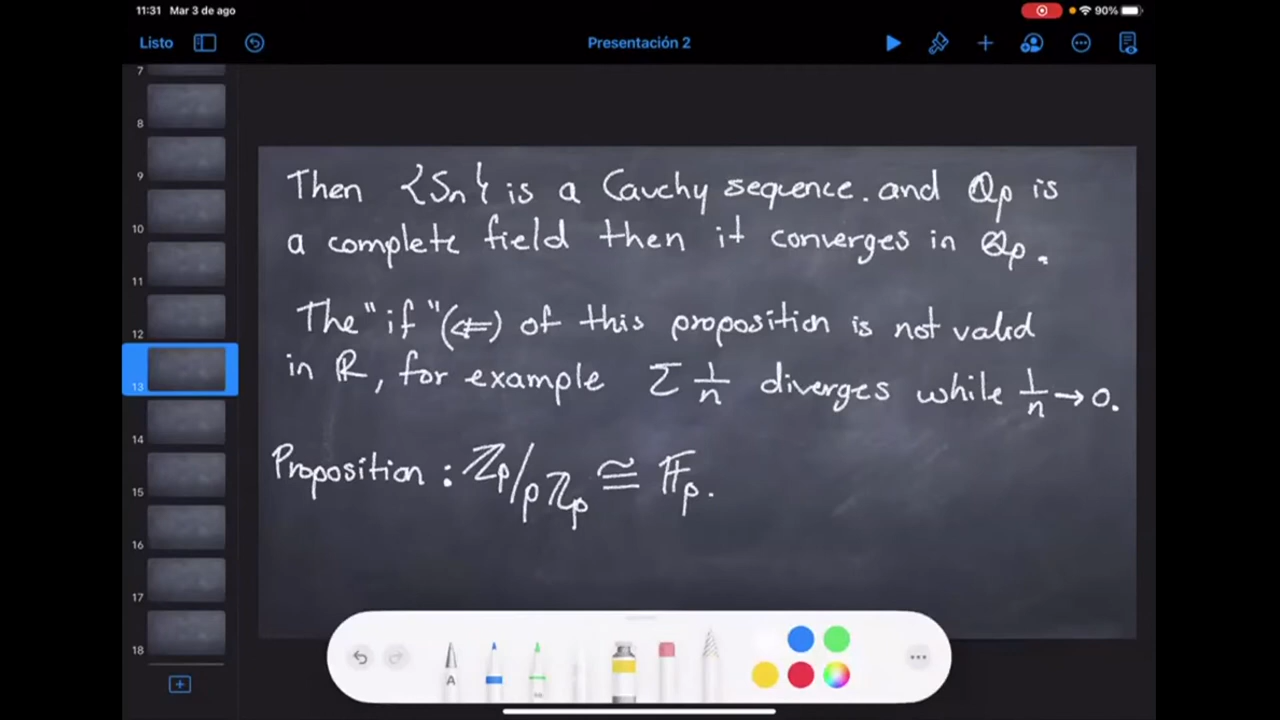 11:31 Mar 3 de ago
90%
Listo
Presentación 2
7
8
9
10
11
12
13
14
15
16
17
18
Then {Sn} is a Cauchy sequence. and ℚp is
a complete field then it converges in ℚp.
The "if" (⇐) of this proposition is not valid
in ℝ, for example Σ 1/n diverges while 1/n → 0.
Proposition : ℤp/pℤp ≅ 𝔽p.
A